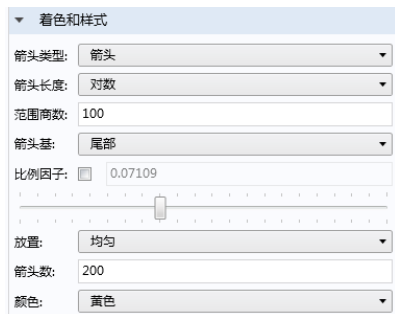 着色和样式
箭头类型: 箭头
箭头长度: 对数
范围商数: 100
箭头基: 尾部
比例因子: 0.07109
放置: 均匀
箭头数: 200
颜色: 黄色